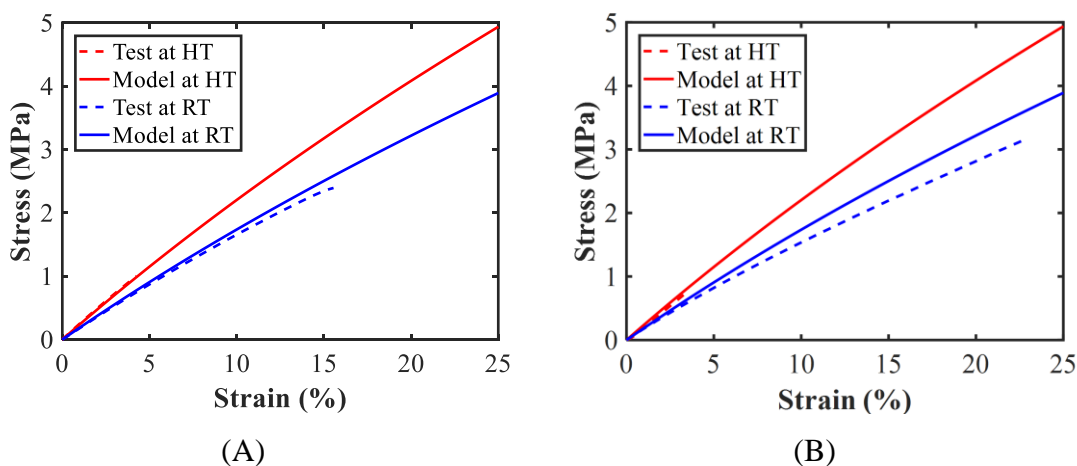 5
4
3
2
1
0
Stress (MPa)
Test at HT
Model at HT
Test at RT
Model at RT
0 5 10 15 20 25
Strain (%)
(A)
5
4
3
2
1
0
Stress (MPa)
Test at HT
Model at HT
Test at RT
Model at RT
0 5 10 15 20 25
Strain (%)
(B)